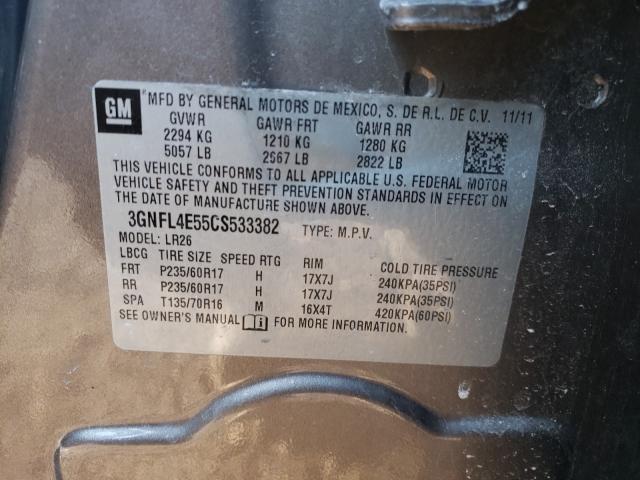 GM MFD BY GENERAL MOTORS DE MEXICO, S. DE R.L. DE C.V. 11/11
GVWR GAWR FRT GAWR RR
2294 KG 1210 KG 1280 KG
5057 LB 2667 LB 2822 LB
THIS VEHICLE CONFORMS TO ALL APPLICABLE U.S. FEDERAL MOTOR
VEHICLE SAFETY AND THEFT PREVENTION STANDARDS IN EFFECT ON
THE DATE OF MANUFACTURE SHOWN ABOVE.
3GNFL4E55CS533382 TYPE: M.P.V.
MODEL: LR26
LBCG TIRE SIZE SPEED RTG RIM COLD TIRE PRESSURE
FRT P235/60R17 H 17X7J 240KPA(35PSI)
RR P235/60R17 H 17X7J 240KPA(35PSI)
SPA T135/70R16 M 16X4T 420KPA(60PSI)
SEE OWNER'S MANUAL FOR MORE INFORMATION.